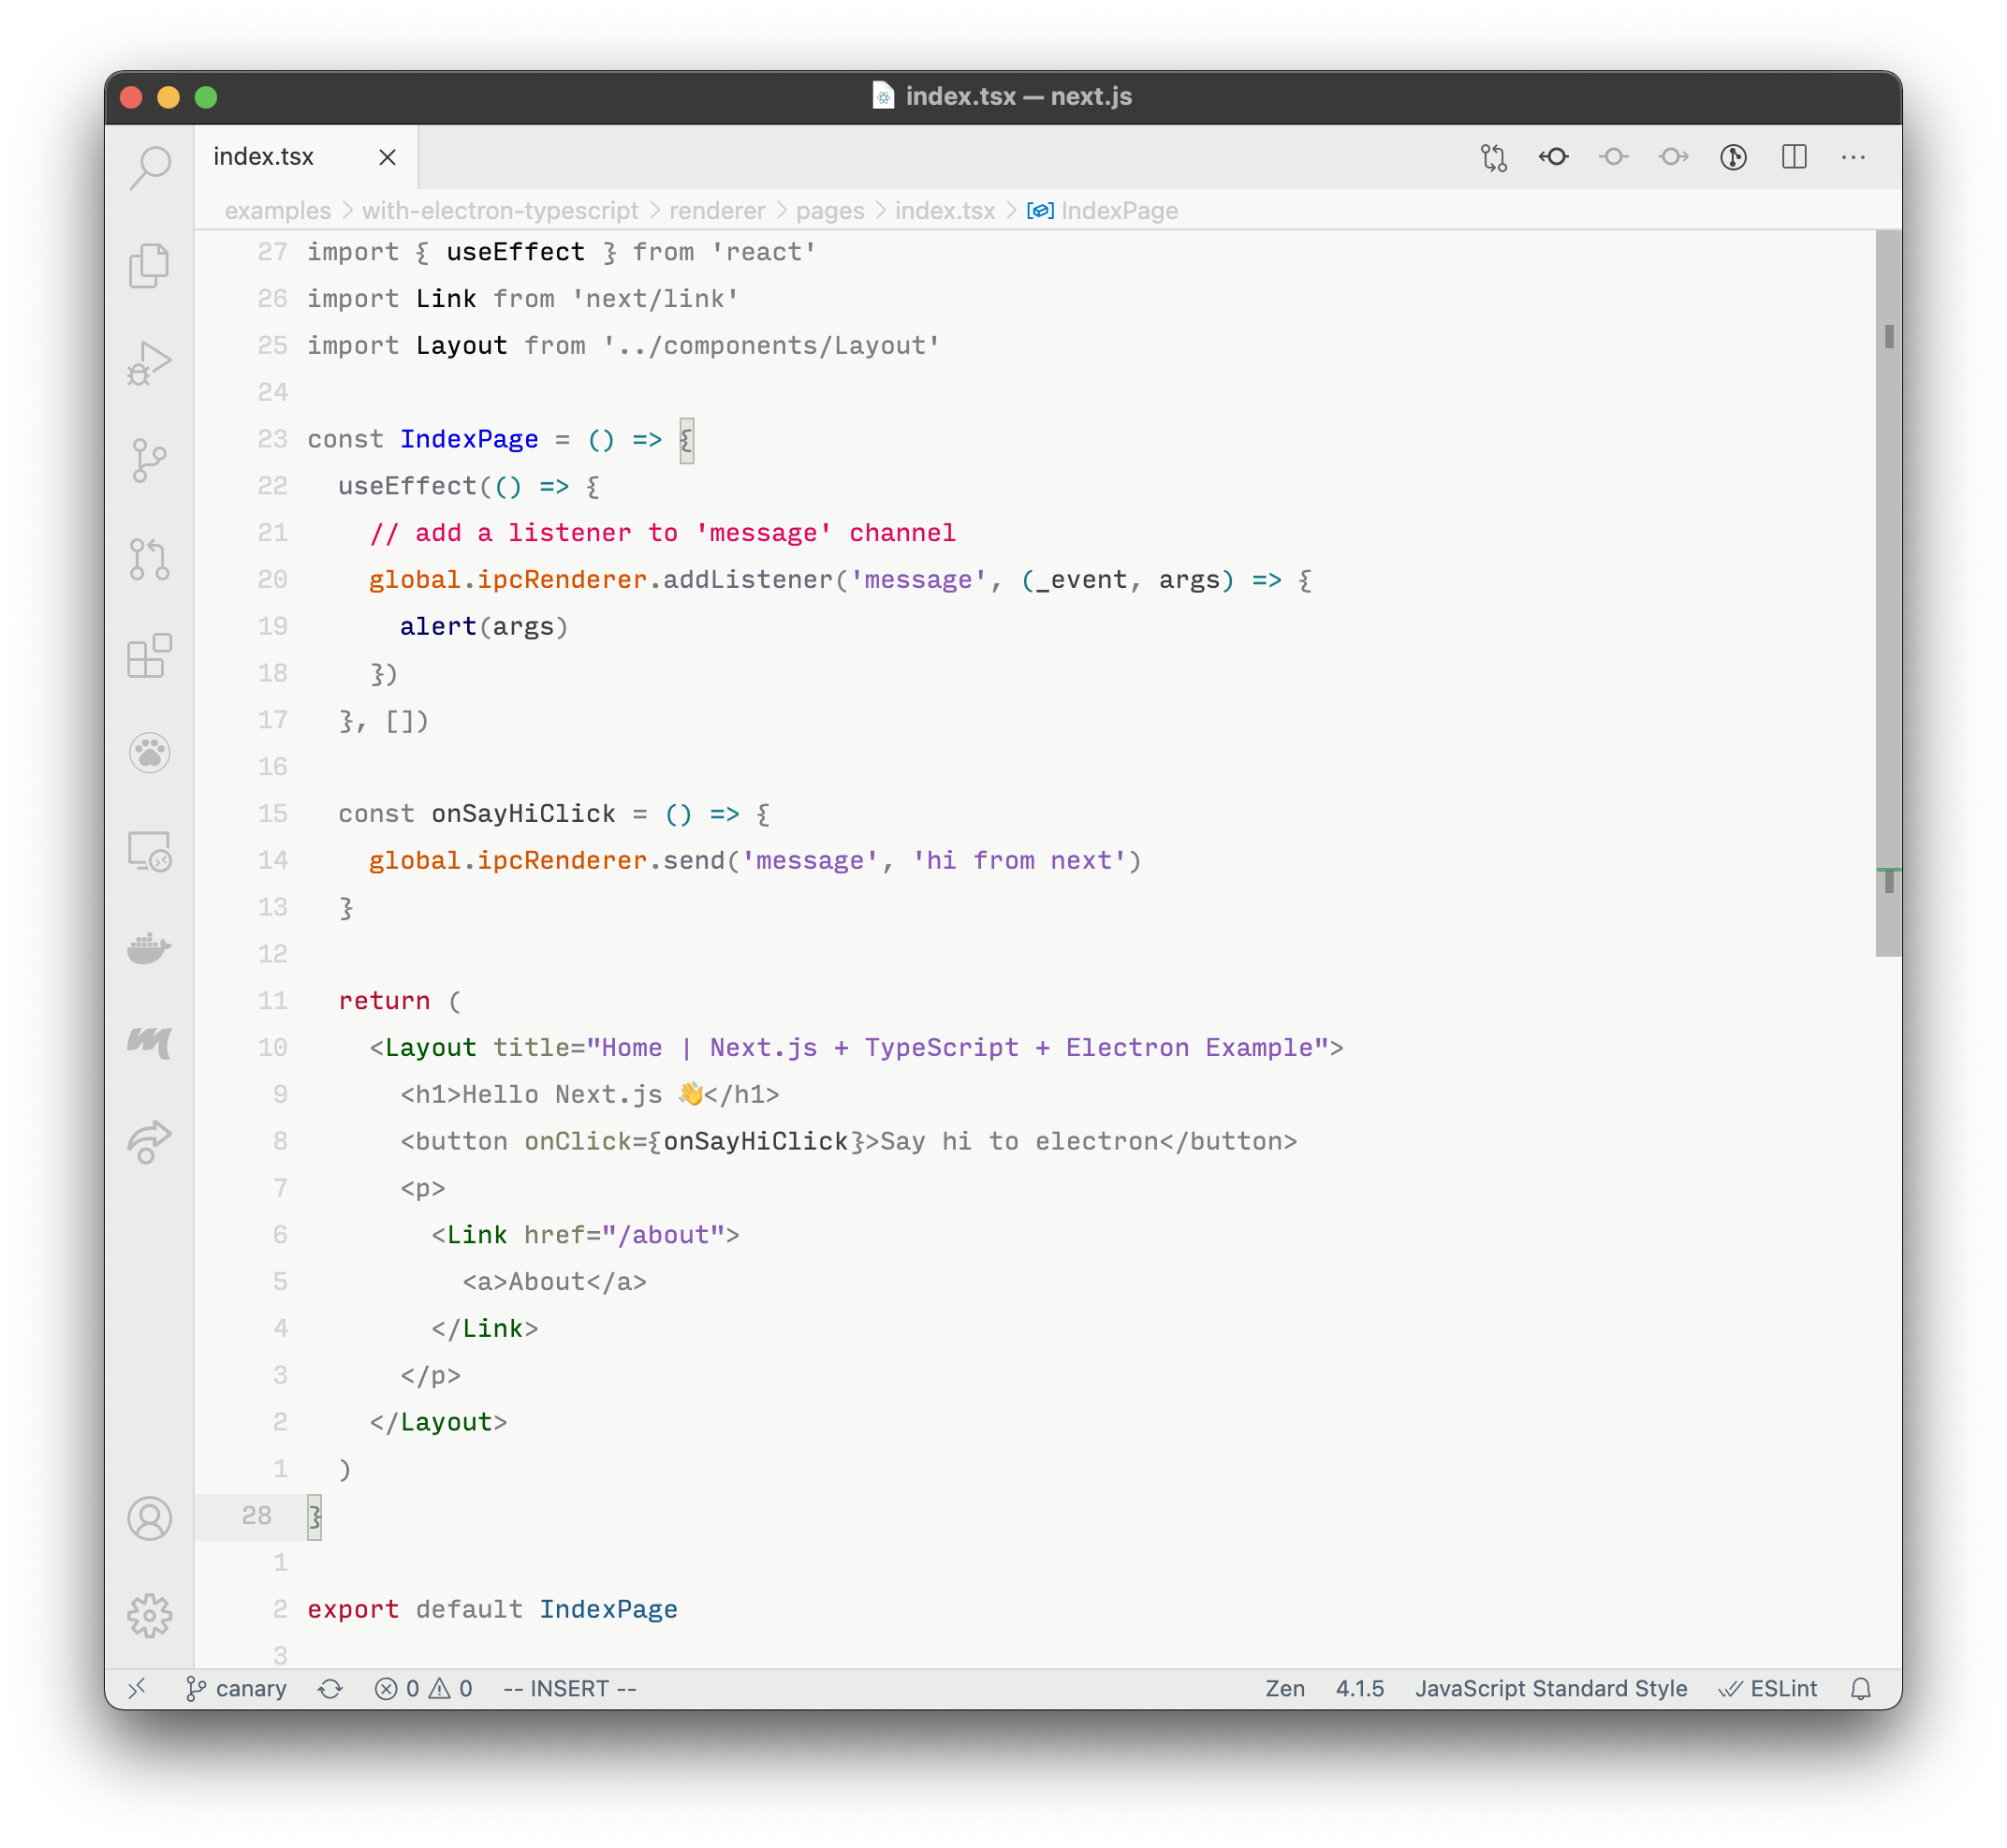 index.tsx — next.js
index.tsx
examples > with-electron-typescript > renderer > pages > index.tsx > IndexPage
27 import { useEffect } from 'react'
26 import Link from 'next/link'
25 import Layout from '../components/Layout'
24
23 const IndexPage = () => {
22   useEffect(() => {
21     // add a listener to 'message' channel
20     global.ipcRenderer.addListener('message', (_event, args) => {
19       alert(args)
18     })
17   }, [])
16
15   const onSayHiClick = () => {
14     global.ipcRenderer.send('message', 'hi from next')
13   }
12
11   return (
10     <Layout title="Home | Next.js + TypeScript + Electron Example">
9       <h1>Hello Next.js 👋</h1>
8       <button onClick={onSayHiClick}>Say hi to electron</button>
7       <p>
6         <Link href="/about">
5           <a>About</a>
4         </Link>
3       </p>
2     </Layout>
1   )
28 }
1
2 export default IndexPage
3
canary 0 0 -- INSERT -- Zen 4.1.5 JavaScript Standard Style ESLint